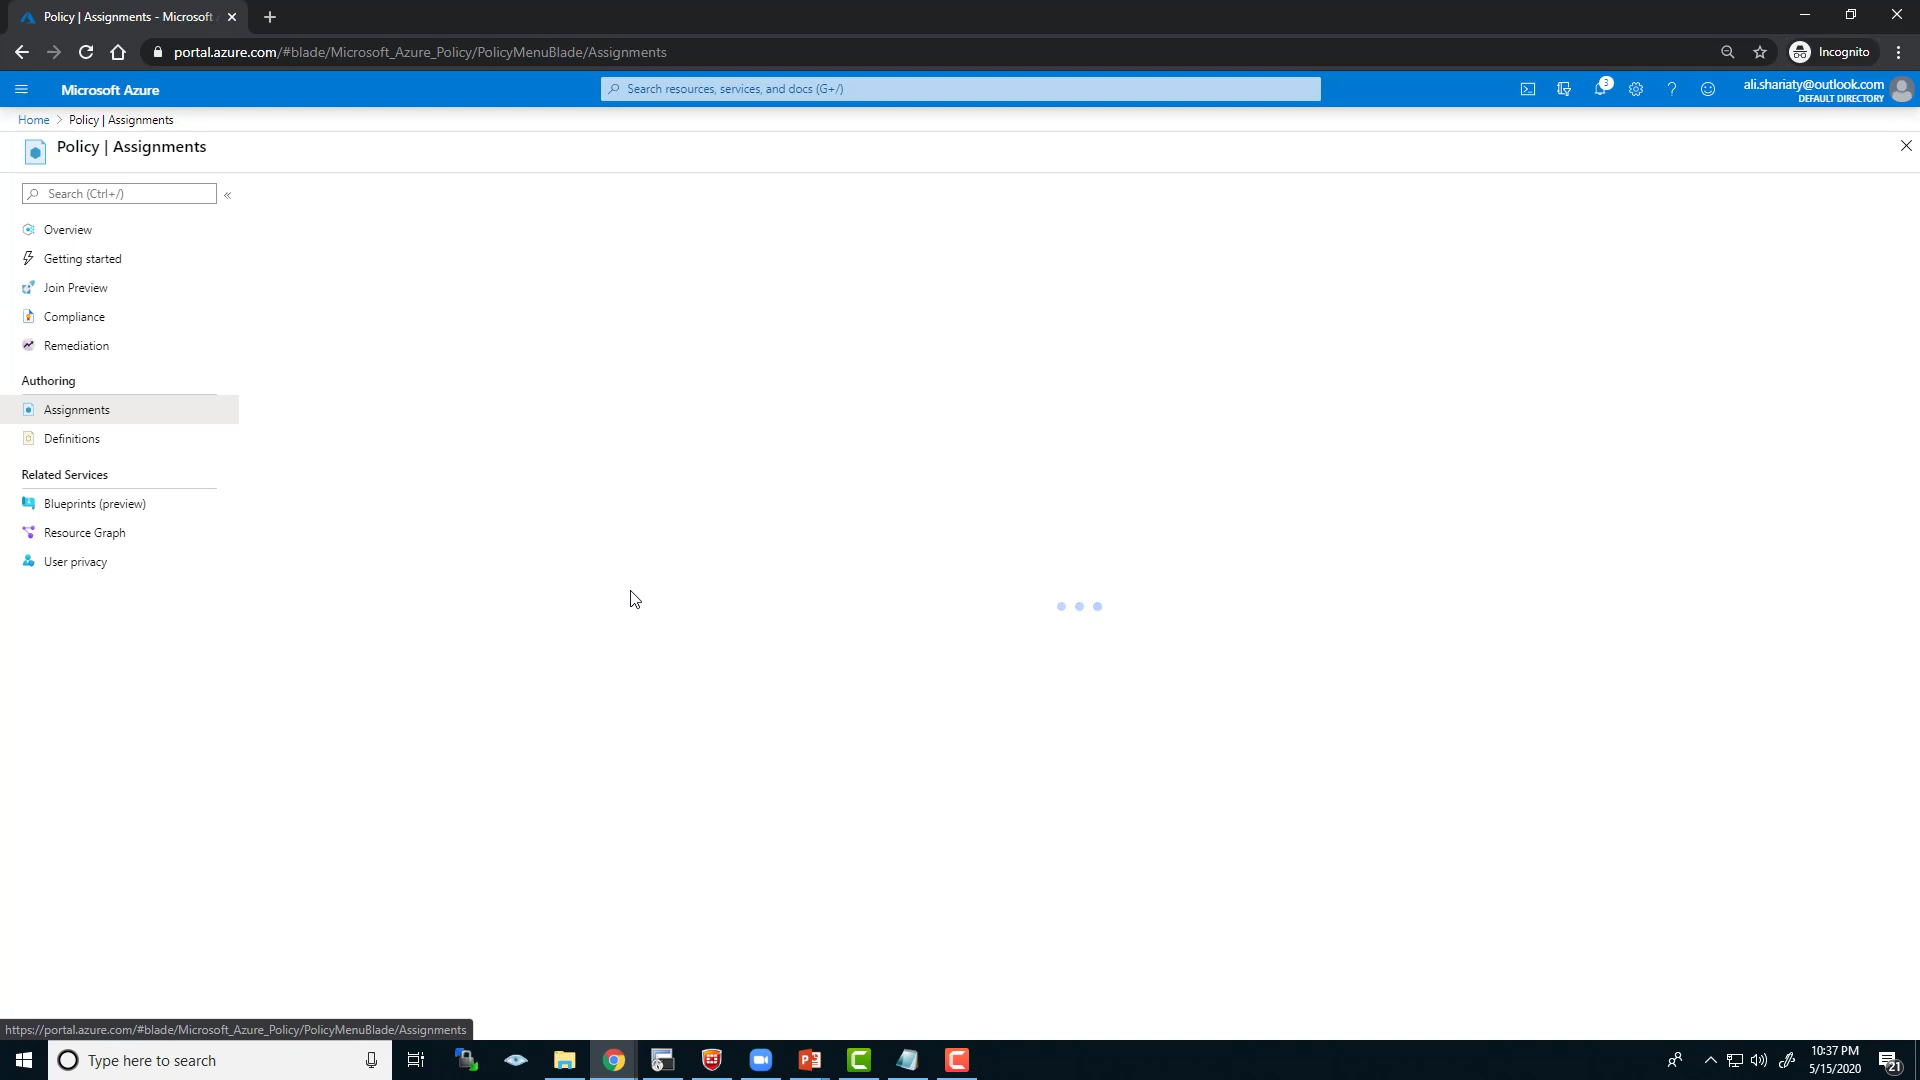 Policy | Assignments - Microsoft
portal.azure.com/#blade/Microsoft_Azure_Policy/PolicyMenuBlade/Assignments
Incognito
Microsoft Azure
Search resources, services, and docs (G+/)
3
ali.shariaty@outlook.com
DEFAULT DIRECTORY
Home > Policy | Assignments
Policy | Assignments
Search (Ctrl+/)
«
Overview
Getting started
Join Preview
Compliance
Remediation
Authoring
Assignments
Definitions
Related Services
Blueprints (preview)
Resource Graph
User privacy
https://portal.azure.com/#blade/Microsoft_Azure_Policy/PolicyMenuBlade/Assignments
Type here to search
10:37 PM
5/15/2020
21